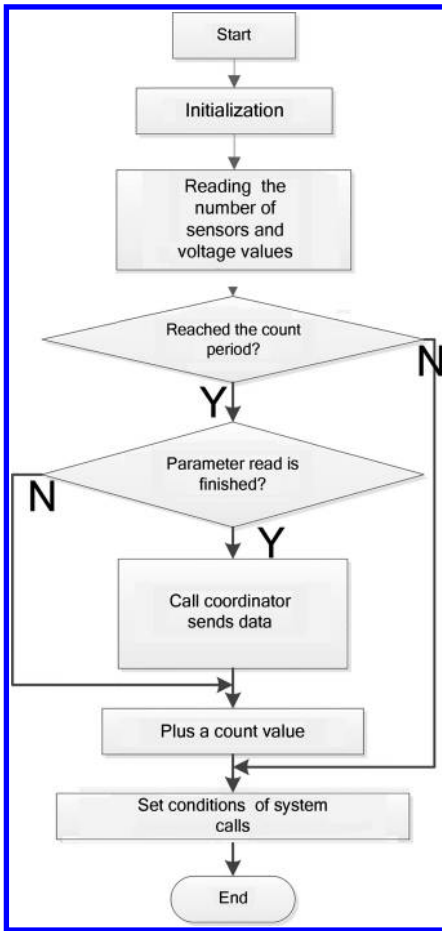 Start
Initialization
Reading the
number of
sensors and
voltage values
Reached the count
period?
N
Y
Parameter read is
finished?
N
Y
Call coordinator
sends data
Plus a count value
Set conditions of system
calls
End